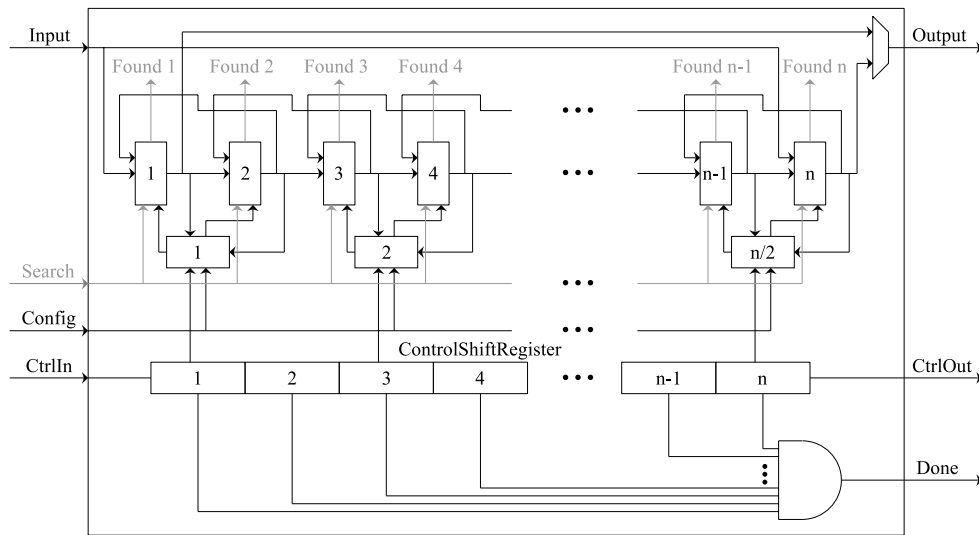 Input
Output
Found 1 Found 2 Found 3 Found 4 Found n-1 Found n
1 2 3 4 n-1 n
1 2 n/2
Search
Config
ControlShiftRegister
CtrlIn
CtrlOut
1 2 3 4 n-1 n
Done